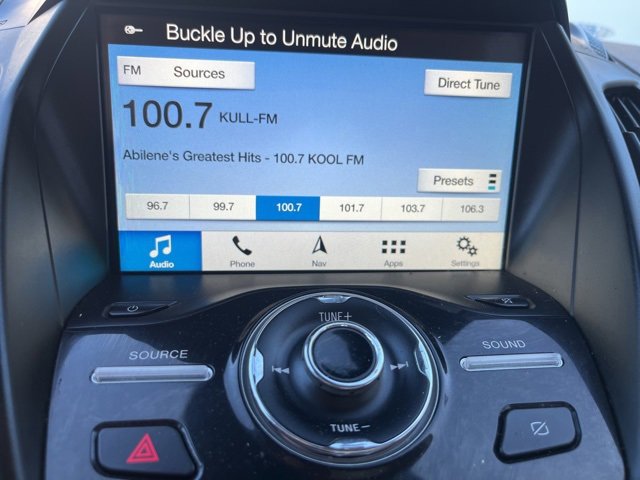 Buckle Up to Unmute Audio
FM Sources
Direct Tune
100.7 KULL-FM
Abilene's Greatest Hits - 100.7 KOOL FM
Presets
96.7 99.7 100.7 101.7 103.7 106.3
Audio Phone Nav Apps Settings
TUNE+
SOURCE
SOUND
TUNE−